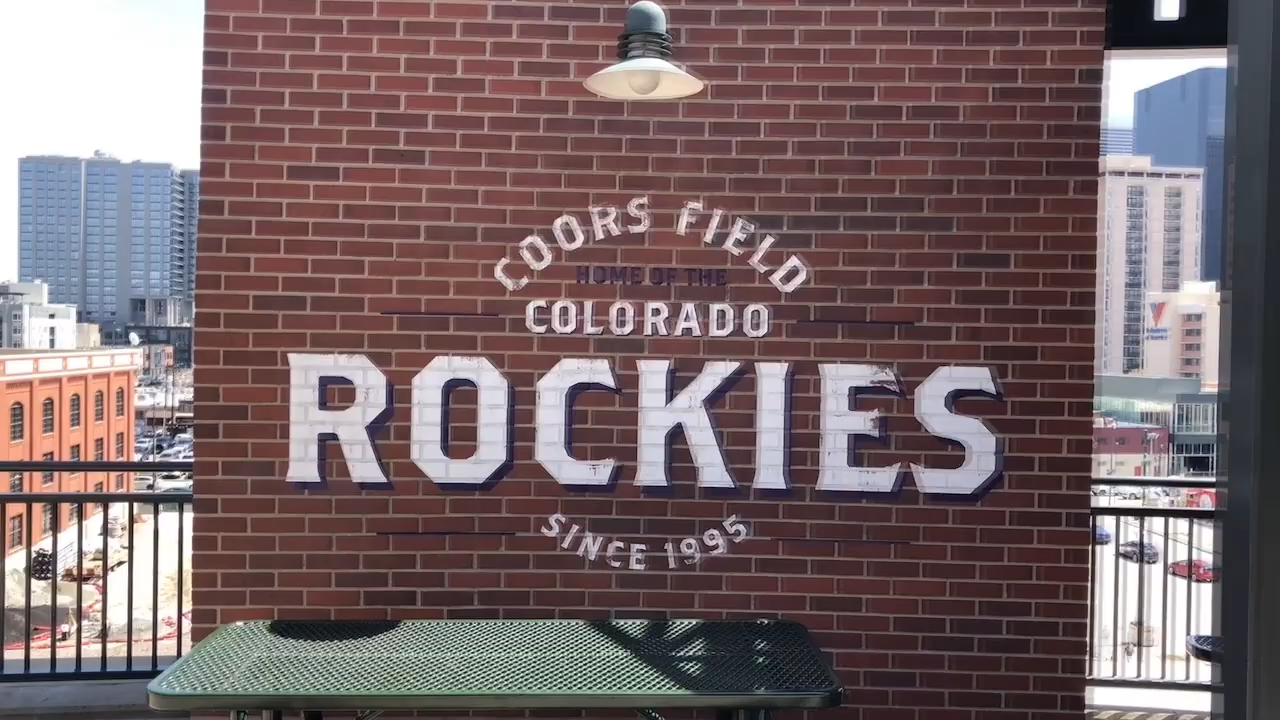 COORS FIELD
HOME OF THE
COLORADO
ROCKIES
SINCE 1995